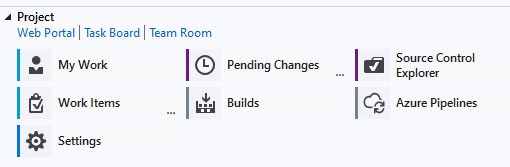 Project
Web Portal | Task Board | Team Room
My Work
Pending Changes ...
Source Control
Explorer
Work Items ...
Builds
Azure Pipelines
Settings